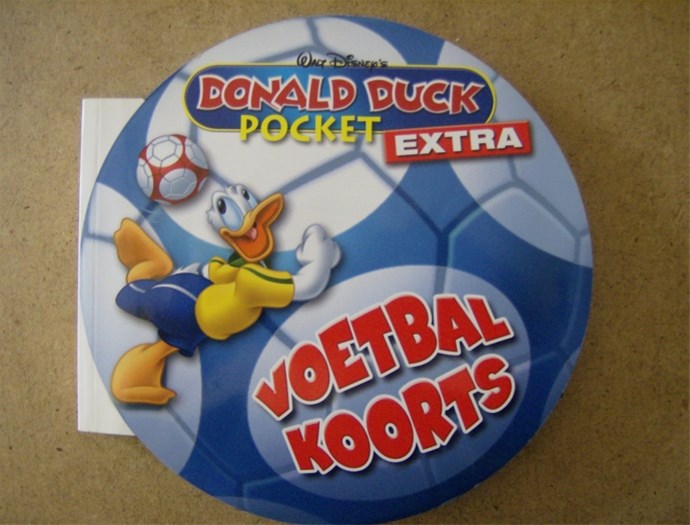 Walt Disney's
DONALD DUCK
POCKET
EXTRA
VOETBAL
KOORTS